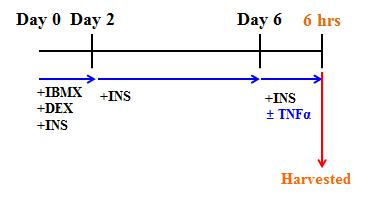 Day 0 Day 2 Day 6 6 hrs
+IBMX
+DEX
+INS
+INS
+INS
± TNFα
Harvested